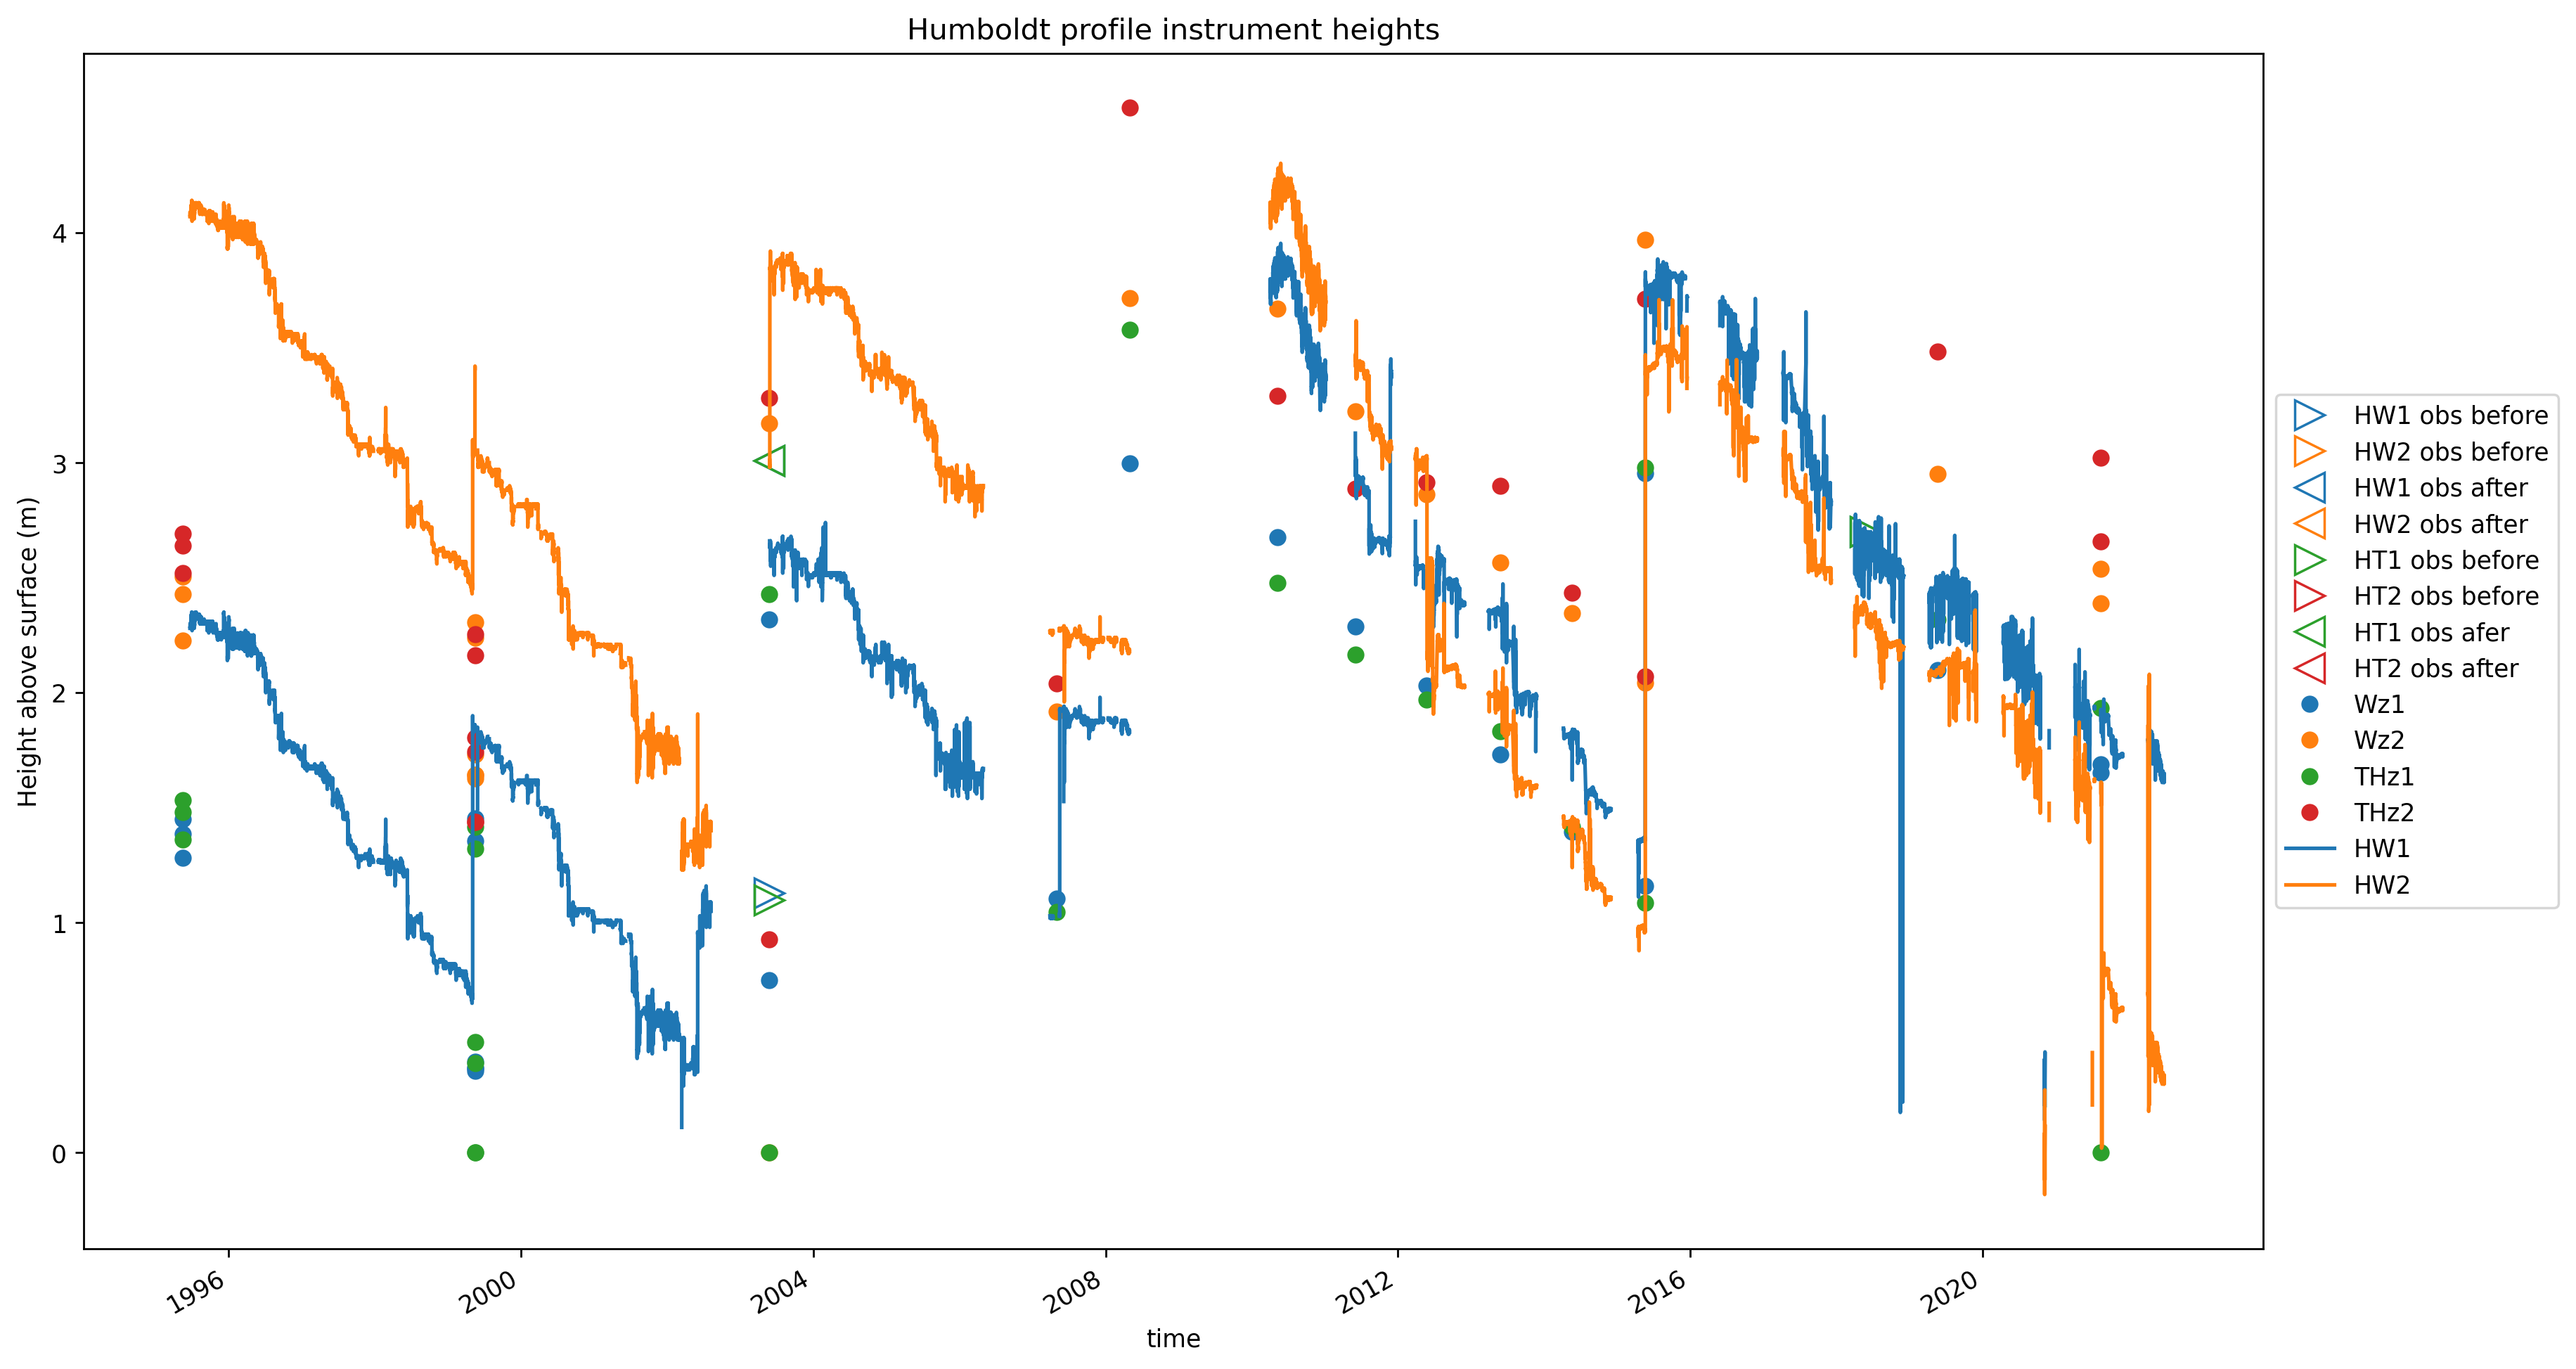 Humboldt profile instrument heights
Height above surface (m)
4
3
2
1
0
1996
2000
2004
2008
2012
2016
2020
time
HW1 obs before
HW2 obs before
HW1 obs after
HW2 obs after
HT1 obs before
HT2 obs before
HT1 obs afer
HT2 obs after
Wz1
Wz2
THz1
THz2
HW1
HW2